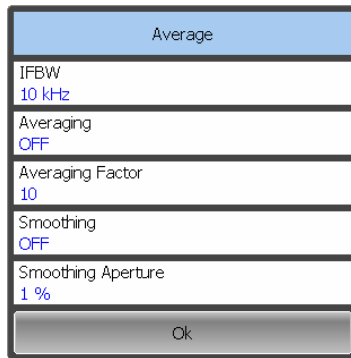 Average
IFBW
10 kHz
Averaging
OFF
Averaging Factor
10
Smoothing
OFF
Smoothing Aperture
1 %
Ok